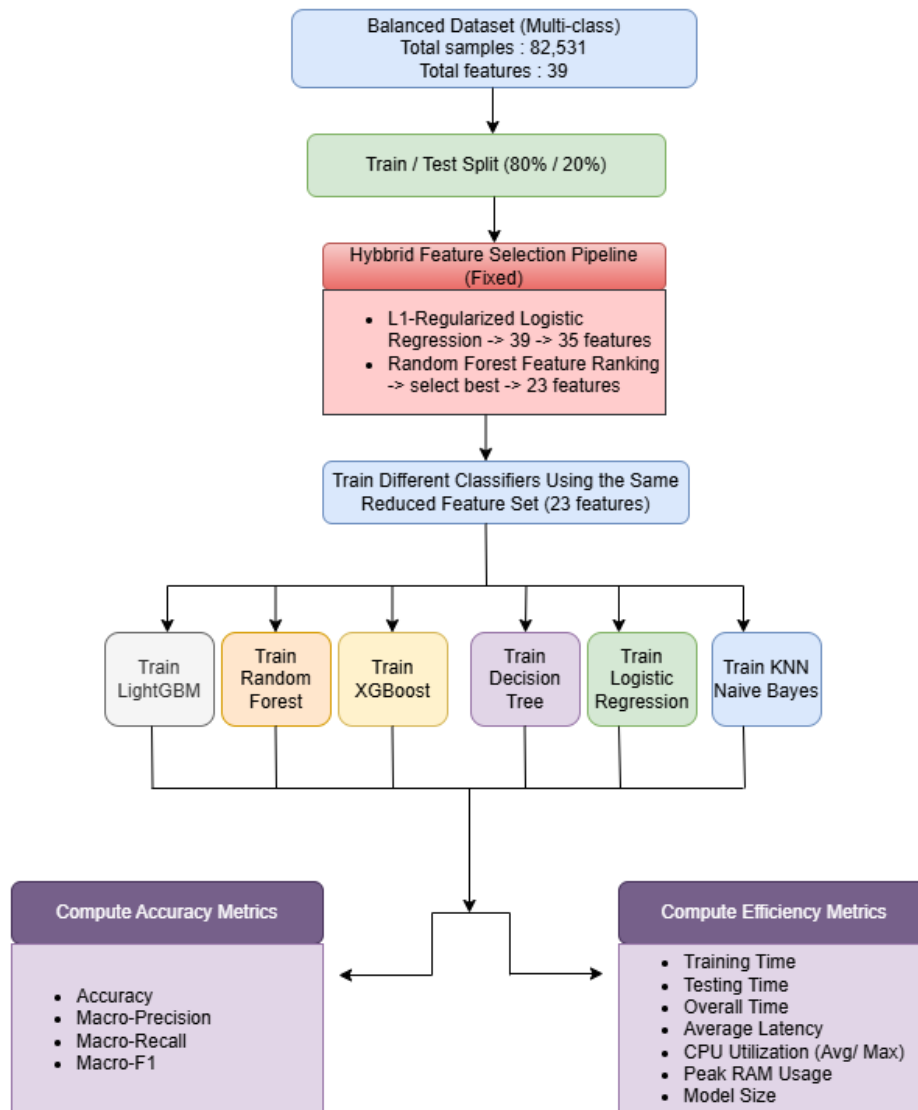 Balanced Dataset (Multi-class)
Total samples : 82,531
Total features : 39
Train / Test Split (80% / 20%)
Hybbrid Feature Selection Pipeline
(Fixed)
• L1-Regularized Logistic
Regression -> 39 -> 35 features
• Random Forest Feature Ranking
-> select best -> 23 features
Train Different Classifiers Using the Same
Reduced Feature Set (23 features)
Train
LightGBM
Train
Random
Forest
Train
XGBoost
Train
Decision
Tree
Train
Logistic
Regression
Train KNN
Naive Bayes
Compute Accuracy Metrics
• Accuracy
• Macro-Precision
• Macro-Recall
• Macro-F1
Compute Efficiency Metrics
• Training Time
• Testing Time
• Overall Time
• Average Latency
• CPU Utilization (Avg/ Max)
• Peak RAM Usage
• Model Size